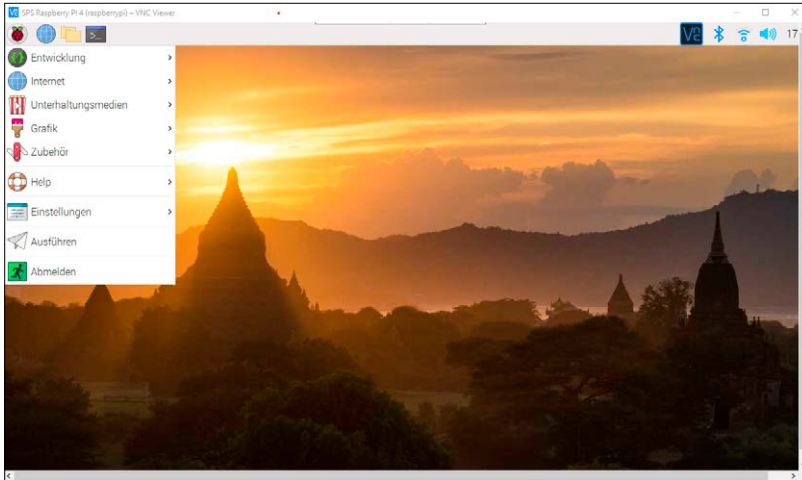 SPS Raspberry PI 4 (raspberrypi) – VNC Viewer
17
Entwicklung
Internet
Unterhaltungsmedien
Grafik
Zubehör
Help
Einstellungen
Ausführen
Abmelden